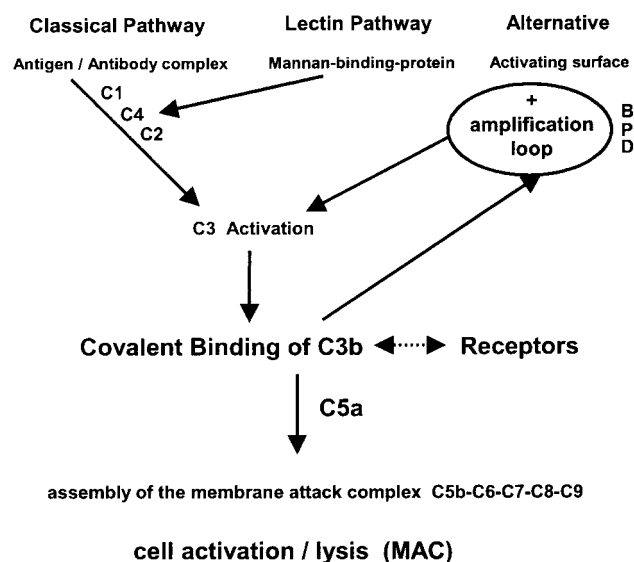 Classical Pathway
Lectin Pathway
Alternative
Antigen / Antibody complex
Mannan-binding-protein
Activating surface
C1
C4
C2
+
amplification
loop
B
P
D
C3 Activation
Covalent Binding of C3b
Receptors
C5a
assembly of the membrane attack complex C5b-C6-C7-C8-C9
cell activation / lysis (MAC)